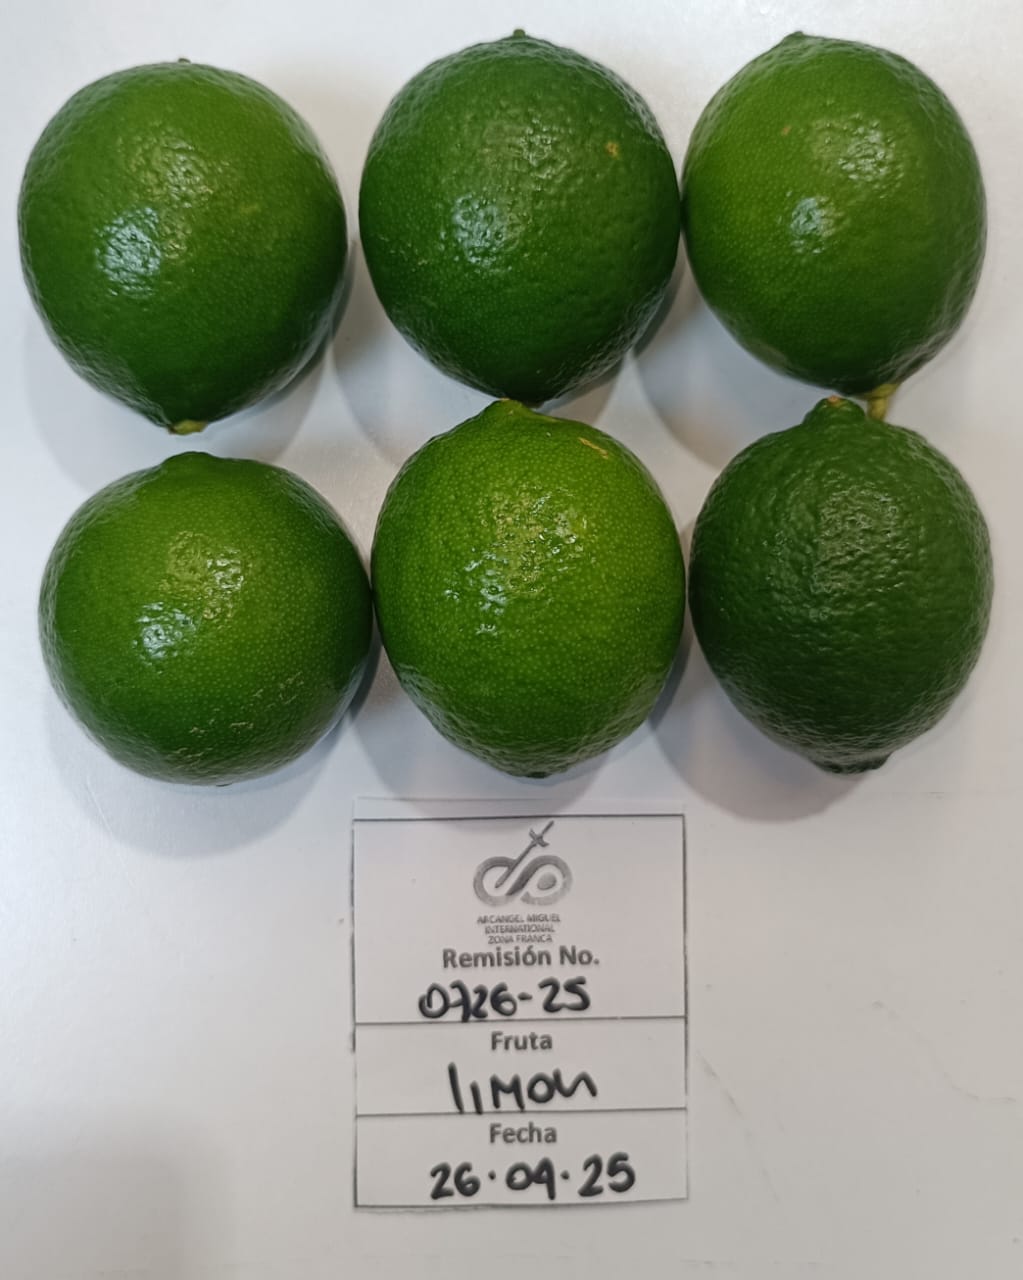 ARCANGEL MIGUEL
INTERNATIONAL
ZONA FRANCA
Remisión No.
0726-25
Fruta
limon
Fecha
26.09.25